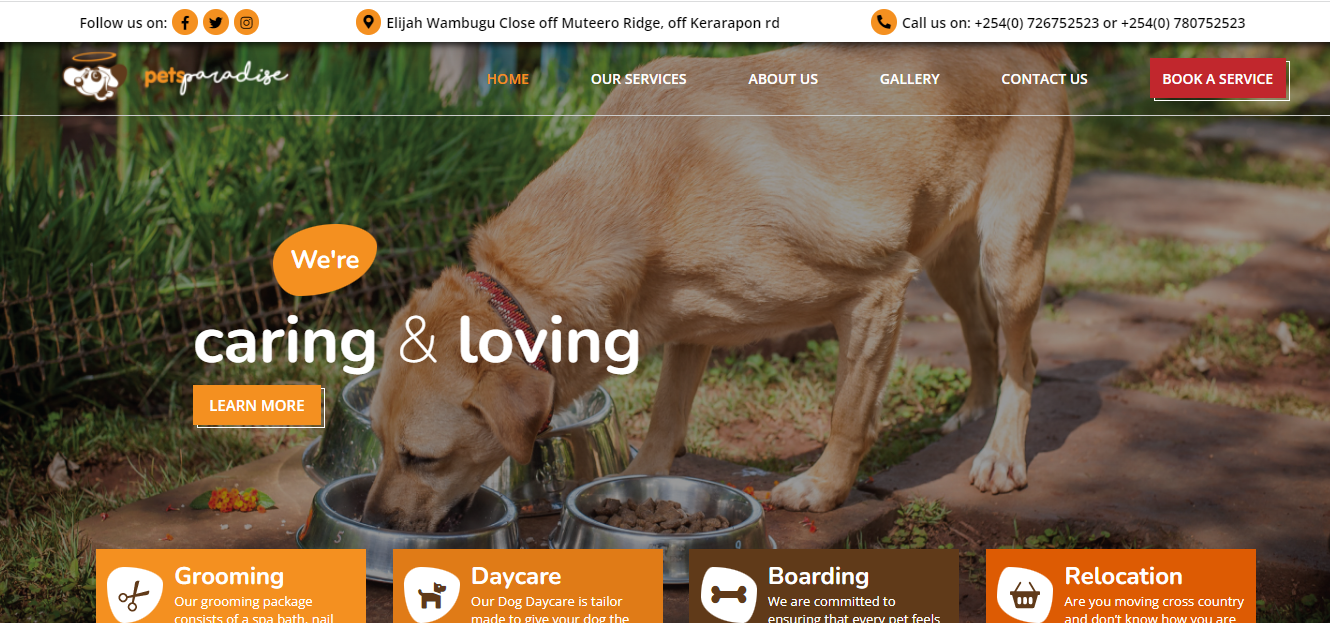 Follow us on:
Elijah Wambugu Close off Muteero Ridge, off Kerarapon rd
Call us on: +254(0) 726752523 or +254(0) 780752523
petsparadise
HOME
OUR SERVICES
ABOUT US
GALLERY
CONTACT US
BOOK A SERVICE
We're
caring & loving
LEARN MORE
Grooming
Our grooming package
consists of a spa bath, nail
Daycare
Our Dog Daycare is tailor
made to give your dog the
Boarding
We are committed to
ensuring that every pet feels
Relocation
Are you moving cross country
and don't know how you are